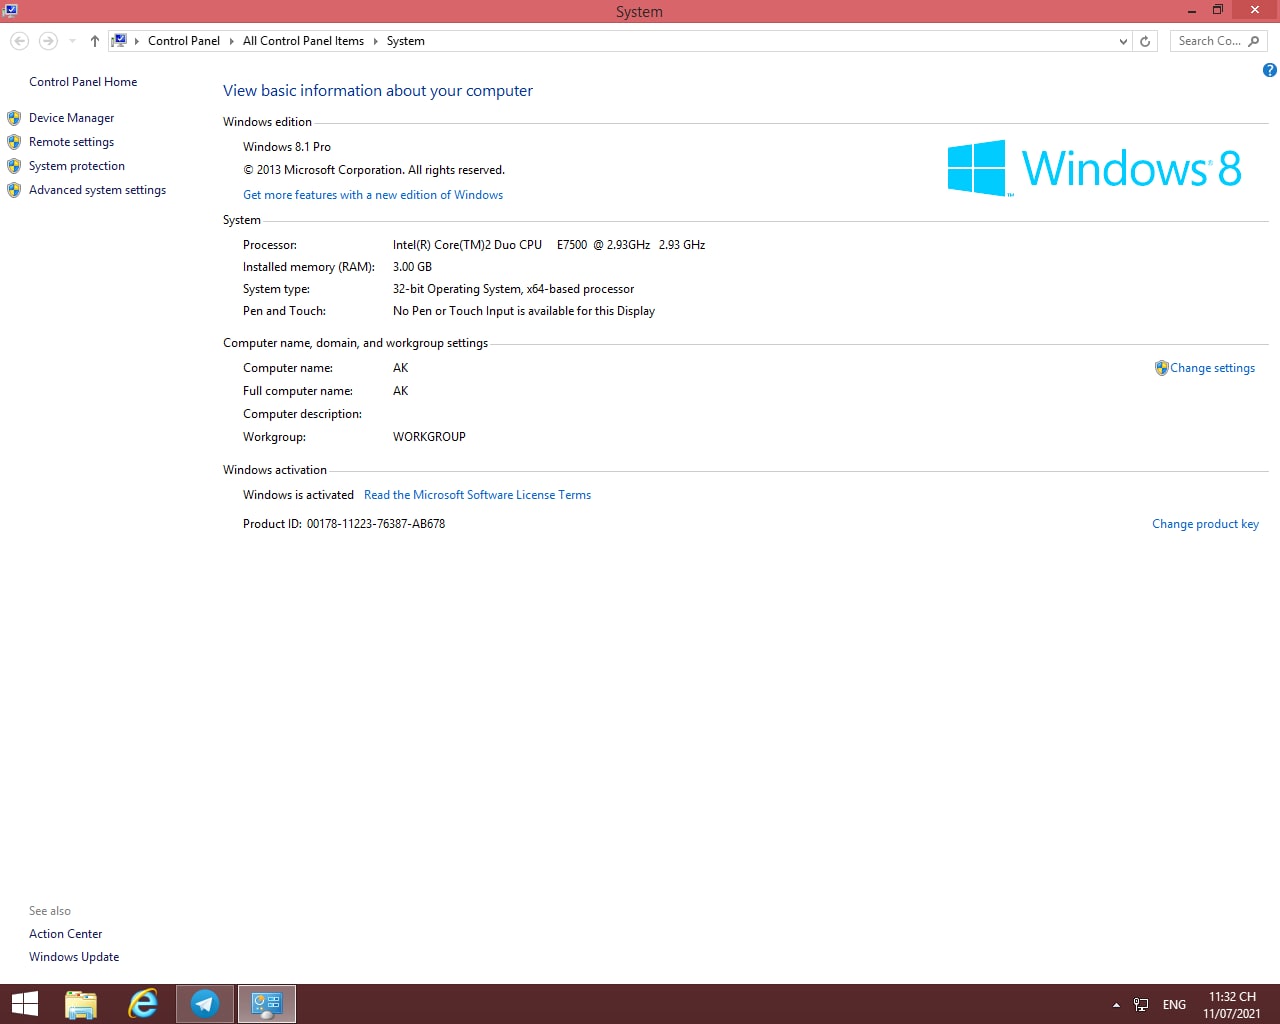 System
Control Panel
All Control Panel Items
System
Search Co...
Control Panel Home
Device Manager
Remote settings
System protection
Advanced system settings
View basic information about your computer
Windows edition
Windows 8.1 Pro
© 2013 Microsoft Corporation. All rights reserved.
Get more features with a new edition of Windows
Windows 8
System
Processor: Intel(R) Core(TM)2 Duo CPU E7500 @ 2.93GHz 2.93 GHz
Installed memory (RAM): 3.00 GB
System type: 32-bit Operating System, x64-based processor
Pen and Touch: No Pen or Touch Input is available for this Display
Computer name, domain, and workgroup settings
Computer name: AK
Change settings
Full computer name: AK
Computer description:
Workgroup: WORKGROUP
Windows activation
Windows is activated Read the Microsoft Software License Terms
Product ID: 00178-11223-76387-AB678
Change product key
See also
Action Center
Windows Update
ENG
11:32 CH
11/07/2021